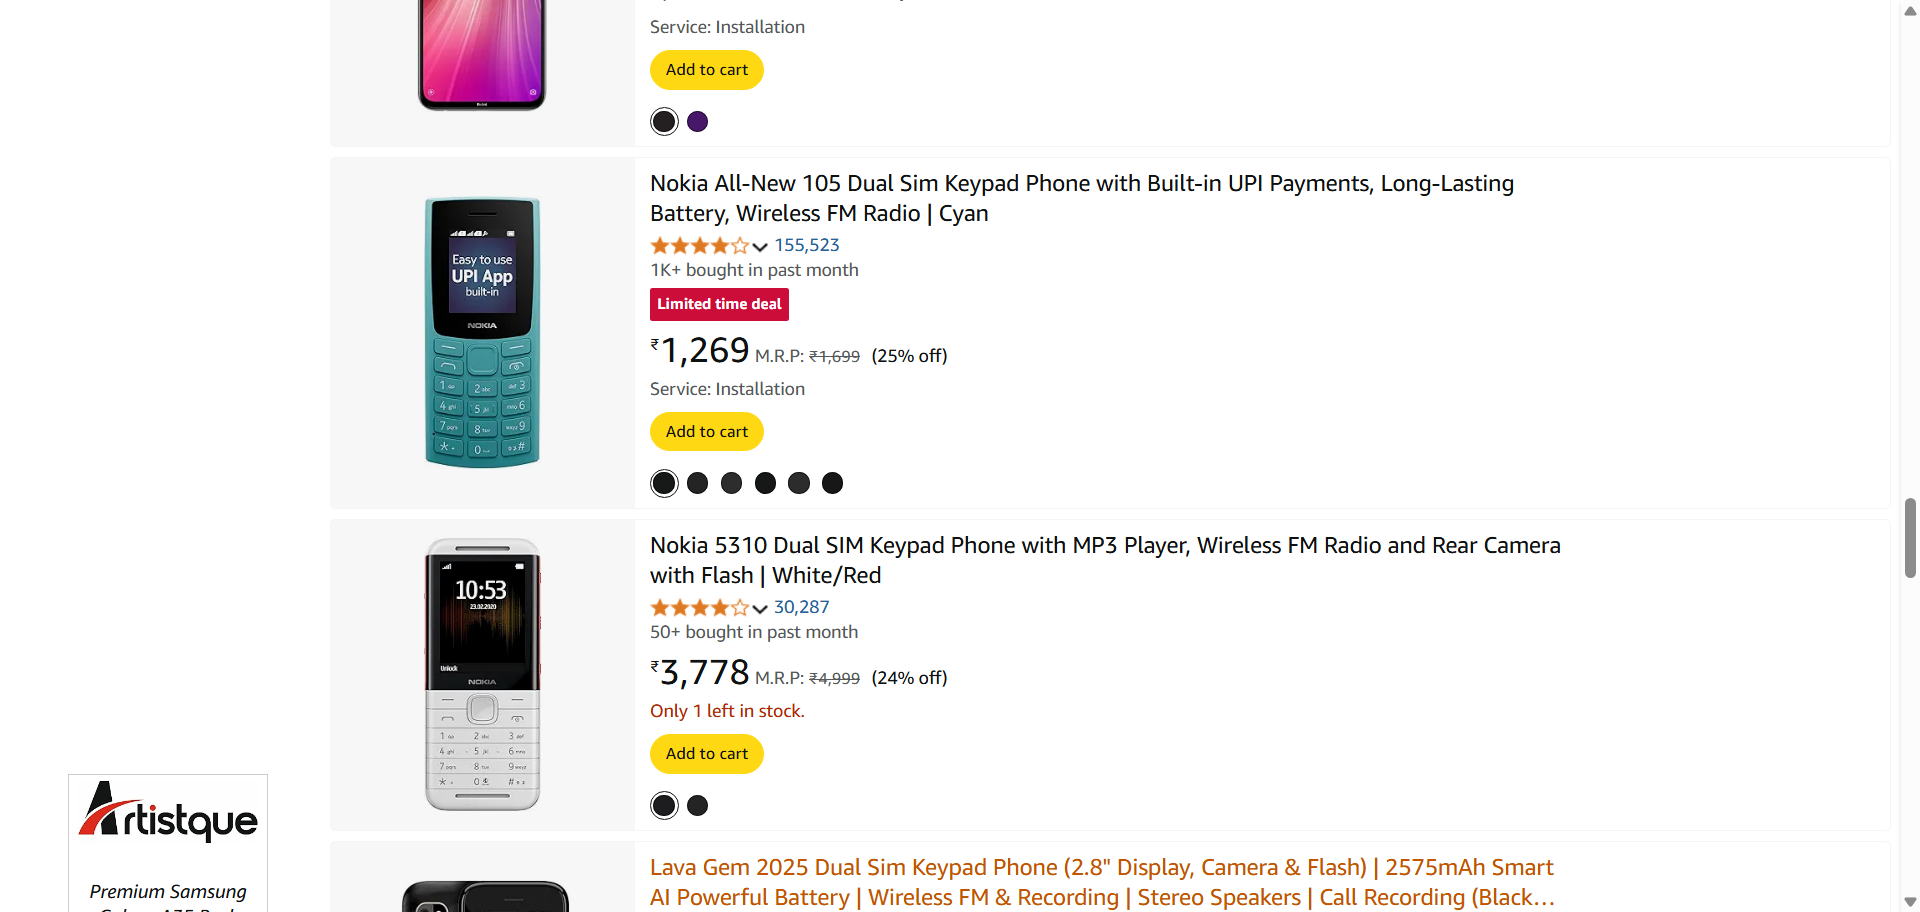 Service: Installation
Add to cart
Nokia All-New 105 Dual Sim Keypad Phone with Built-in UPI Payments, Long-Lasting
Battery, Wireless FM Radio | Cyan
155,523
1K+ bought in past month
Limited time deal
₹1,269 M.R.P: ₹1,699 (25% off)
Service: Installation
Add to cart
Easy to use
UPI App
built-in
NOKIA
Nokia 5310 Dual SIM Keypad Phone with MP3 Player, Wireless FM Radio and Rear Camera
with Flash | White/Red
30,287
50+ bought in past month
₹3,778 M.R.P: ₹4,999 (24% off)
Only 1 left in stock.
Add to cart
10:53
23.02.2020
Unlock
NOKIA
Artistque
Premium Samsung
Lava Gem 2025 Dual Sim Keypad Phone (2.8" Display, Camera & Flash) | 2575mAh Smart
AI Powerful Battery | Wireless FM & Recording | Stereo Speakers | Call Recording (Black…